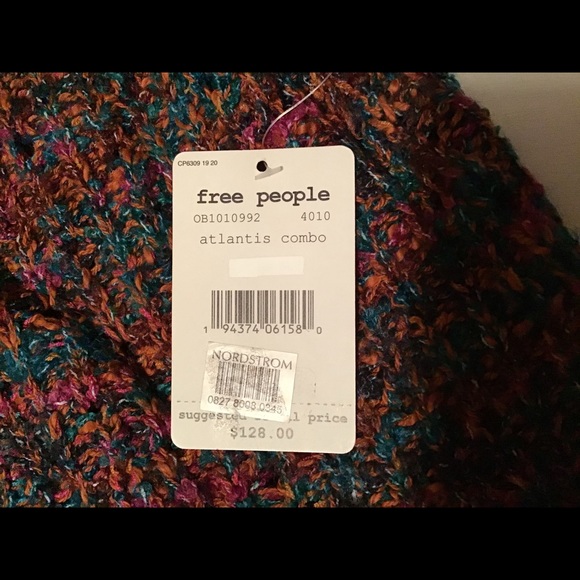 CP6309 19 20
free people
OB1010992 4010
atlantis combo
1 94374 06158 0
NORDSTROM
suggested price
$128.00